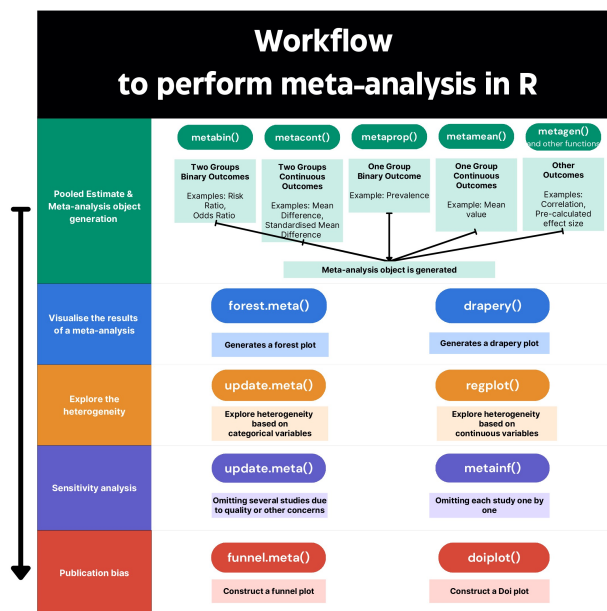 Workflow
to perform meta-analysis in R
Pooled Estimate &
Meta-analysis object
generation
metabin()
metacont()
metaprop()
metamean()
metagen()
and other functions
Two Groups
Binary Outcomes
Examples: Risk
Ratio,
Odds Ratio
Two Groups
Continuous
Outcomes
Examples: Mean
Difference,
Standardised Mean
Difference
One Group
Binary Outcome
Example: Prevalence
One Group
Continuous
Outcomes
Example: Mean
value
Other
Outcomes
Examples:
Correlation,
Pre-calculated
effect size
Meta-analysis object is generated
Visualise the results
of a meta-analysis
forest.meta()
Generates a forest plot
drapery()
Generates a drapery plot
Explore the
heterogeneity
update.meta()
Explore heterogeneity
based on
categorical variables
regplot()
Explore heterogeneity
based on
continuous variables
Sensitivity analysis
update.meta()
Omitting several studies due
to quality or other concerns
metainf()
Omitting each study one by
one
Publication bias
funnel.meta()
Construct a funnel plot
doiplot()
Construct a Doi plot